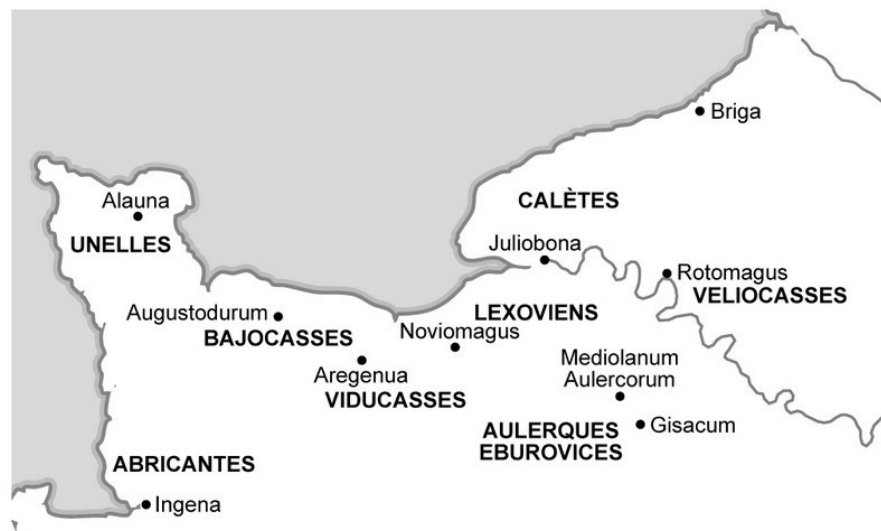 Briga
Alauna
UNELLES
CALÈTES
Juliobona
Rotomagus
VELIOCASSES
Augustodurum
BAJOCASSES
LEXOVIENS
Noviomagus
Aregenua
VIDUCASSES
Mediolanum
Aulercorum
AULERQUES
EBUROVICES
Gisacum
ABRICANTES
Ingena